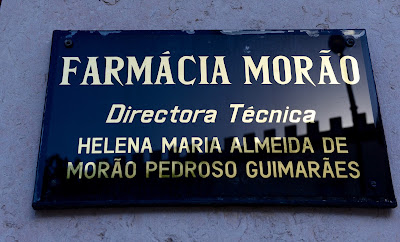 FARMÁCIA MORÃO
Directora Técnica
HELENA MARIA ALMEIDA DE
MORÃO PEDROSO GUIMARÃES